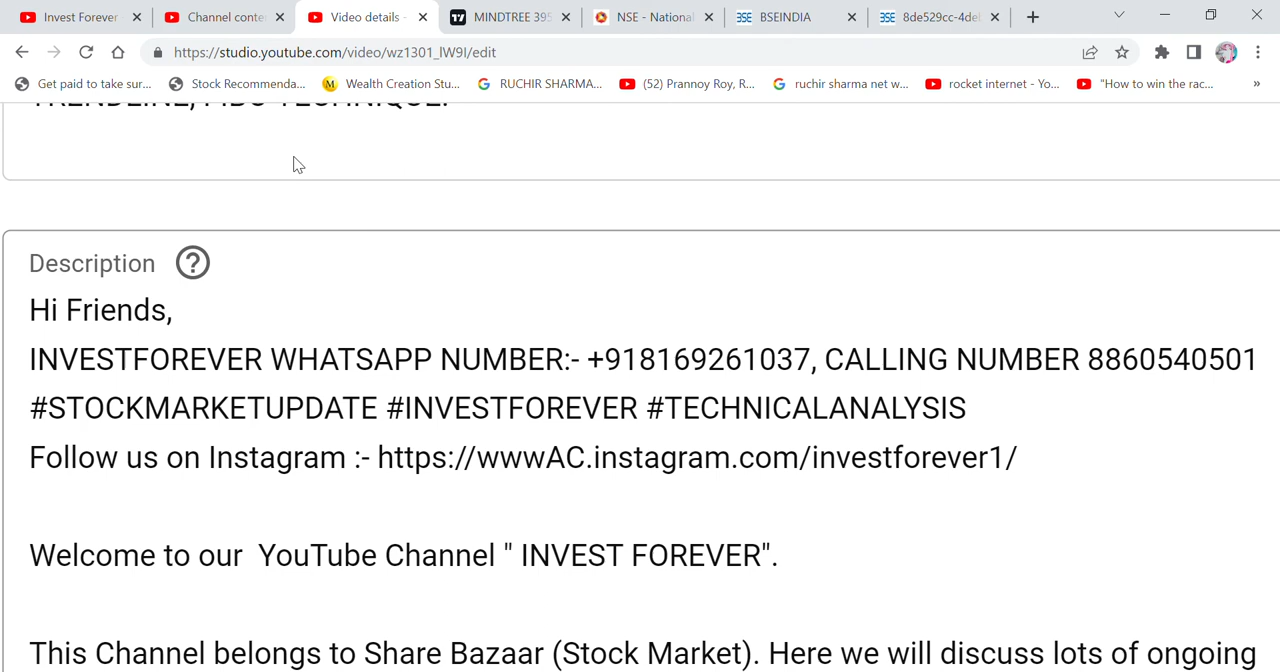 Invest Forever
Channel conte
Video details -
MINDTREE 395
NSE - National
BSEINDIA
8de529cc-4de
https://studio.youtube.com/video/wz1301_lW9I/edit
Get paid to take sur...
Stock Recommenda...
Wealth Creation Stu...
RUCHIR SHARMA...
(52) Prannoy Roy, R...
ruchir sharma net w...
rocket internet - Yo...
"How to win the rac...
»
TRENDLINE, FIBO TECHNIQUE.
Description
Hi Friends,
INVESTFOREVER WHATSAPP NUMBER:- +918169261037, CALLING NUMBER 8860540501
#STOCKMARKETUPDATE #INVESTFOREVER #TECHNICALANALYSIS
Follow us on Instagram :- https://wwwAC.instagram.com/investforever1/
Welcome to our  YouTube Channel " INVEST FOREVER".
This Channel belongs to Share Bazaar (Stock Market). Here we will discuss lots of ongoing